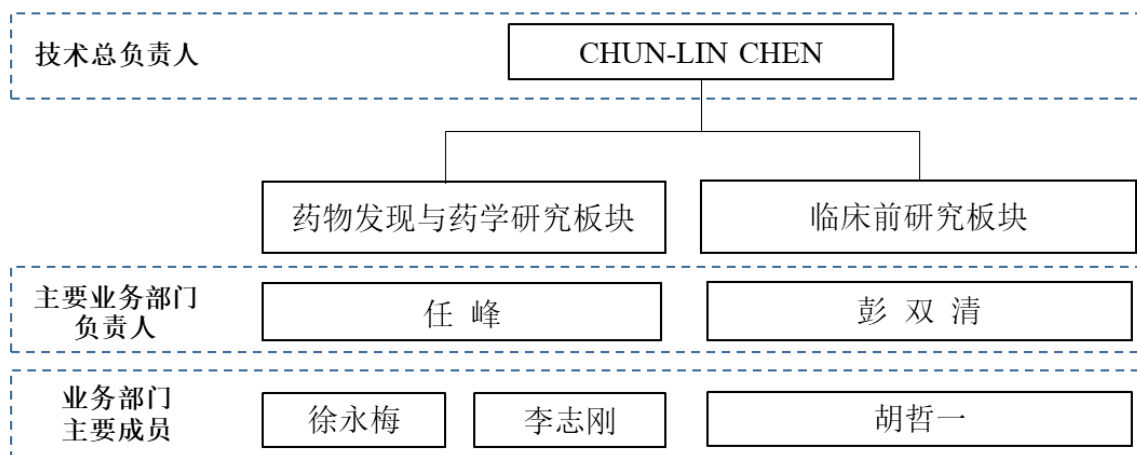 技术总负责人
CHUN-LIN CHEN
药物发现与药学研究板块
临床前研究板块
主要业务部门
负责人
任 峰
彭 双 清
业务部门
主要成员
徐永梅
李志刚
胡哲一